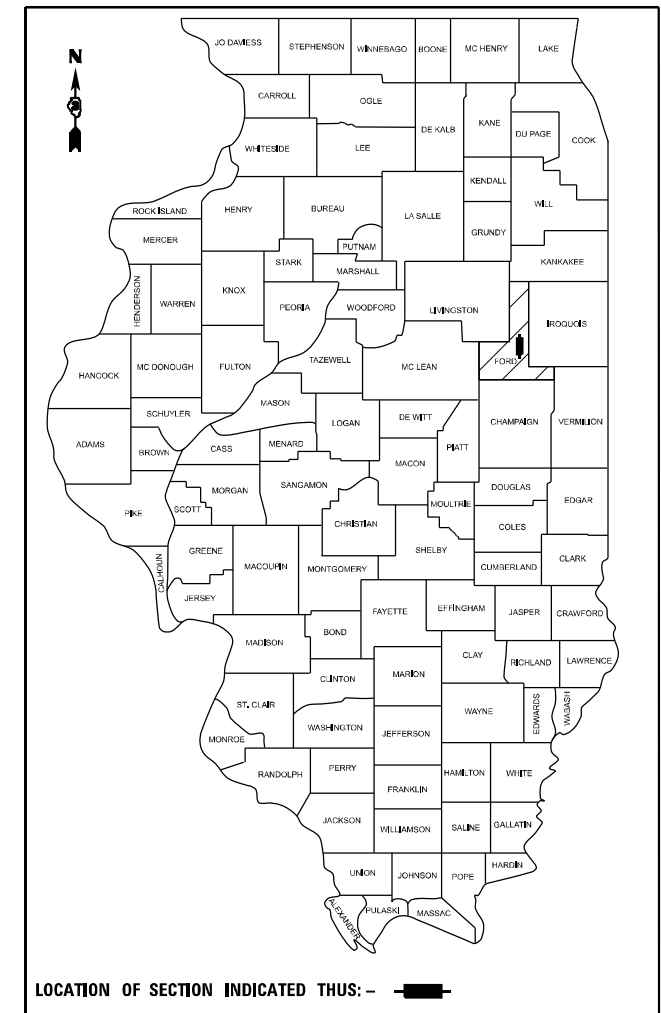 JO DAVIESS
STEPHENSON
WINNEBAGO
BOONE
MC HENRY
LAKE
N
CARROLL
OGLE
DE KALB
KANE
DU PAGE
COOK
WHITESIDE
LEE
KENDALL
WILL
ROCK ISLAND
HENRY
BUREAU
LA SALLE
GRUNDY
MERCER
PUTNAM
KANKAKEE
STARK
MARSHALL
HENDERSON
WARREN
KNOX
PEORIA
WOODFORD
LIVINGSTON
IROQUOIS
FORD
HANCOCK
MC DONOUGH
FULTON
TAZEWELL
MC LEAN
MASON
SCHUYLER
LOGAN
DE WITT
CHAMPAIGN
VERMILION
ADAMS
BROWN
CASS
MENARD
PIATT
MACON
MORGAN
SANGAMON
DOUGLAS
EDGAR
PIKE
SCOTT
CHRISTIAN
MOULTRIE
COLES
GREENE
MACOUPIN
MONTGOMERY
SHELBY
CUMBERLAND
CLARK
CALHOUN
JERSEY
FAYETTE
EFFINGHAM
JASPER
CRAWFORD
MADISON
BOND
CLAY
RICHLAND
LAWRENCE
CLINTON
MARION
ST. CLAIR
WASHINGTON
WAYNE
EDWARDS
WABASH
MONROE
JEFFERSON
RANDOLPH
PERRY
HAMILTON
WHITE
FRANKLIN
JACKSON
WILLIAMSON
SALINE
GALLATIN
UNION
JOHNSON
POPE
HARDIN
ALEXANDER
PULASKI
MASSAC
LOCATION OF SECTION INDICATED THUS: –